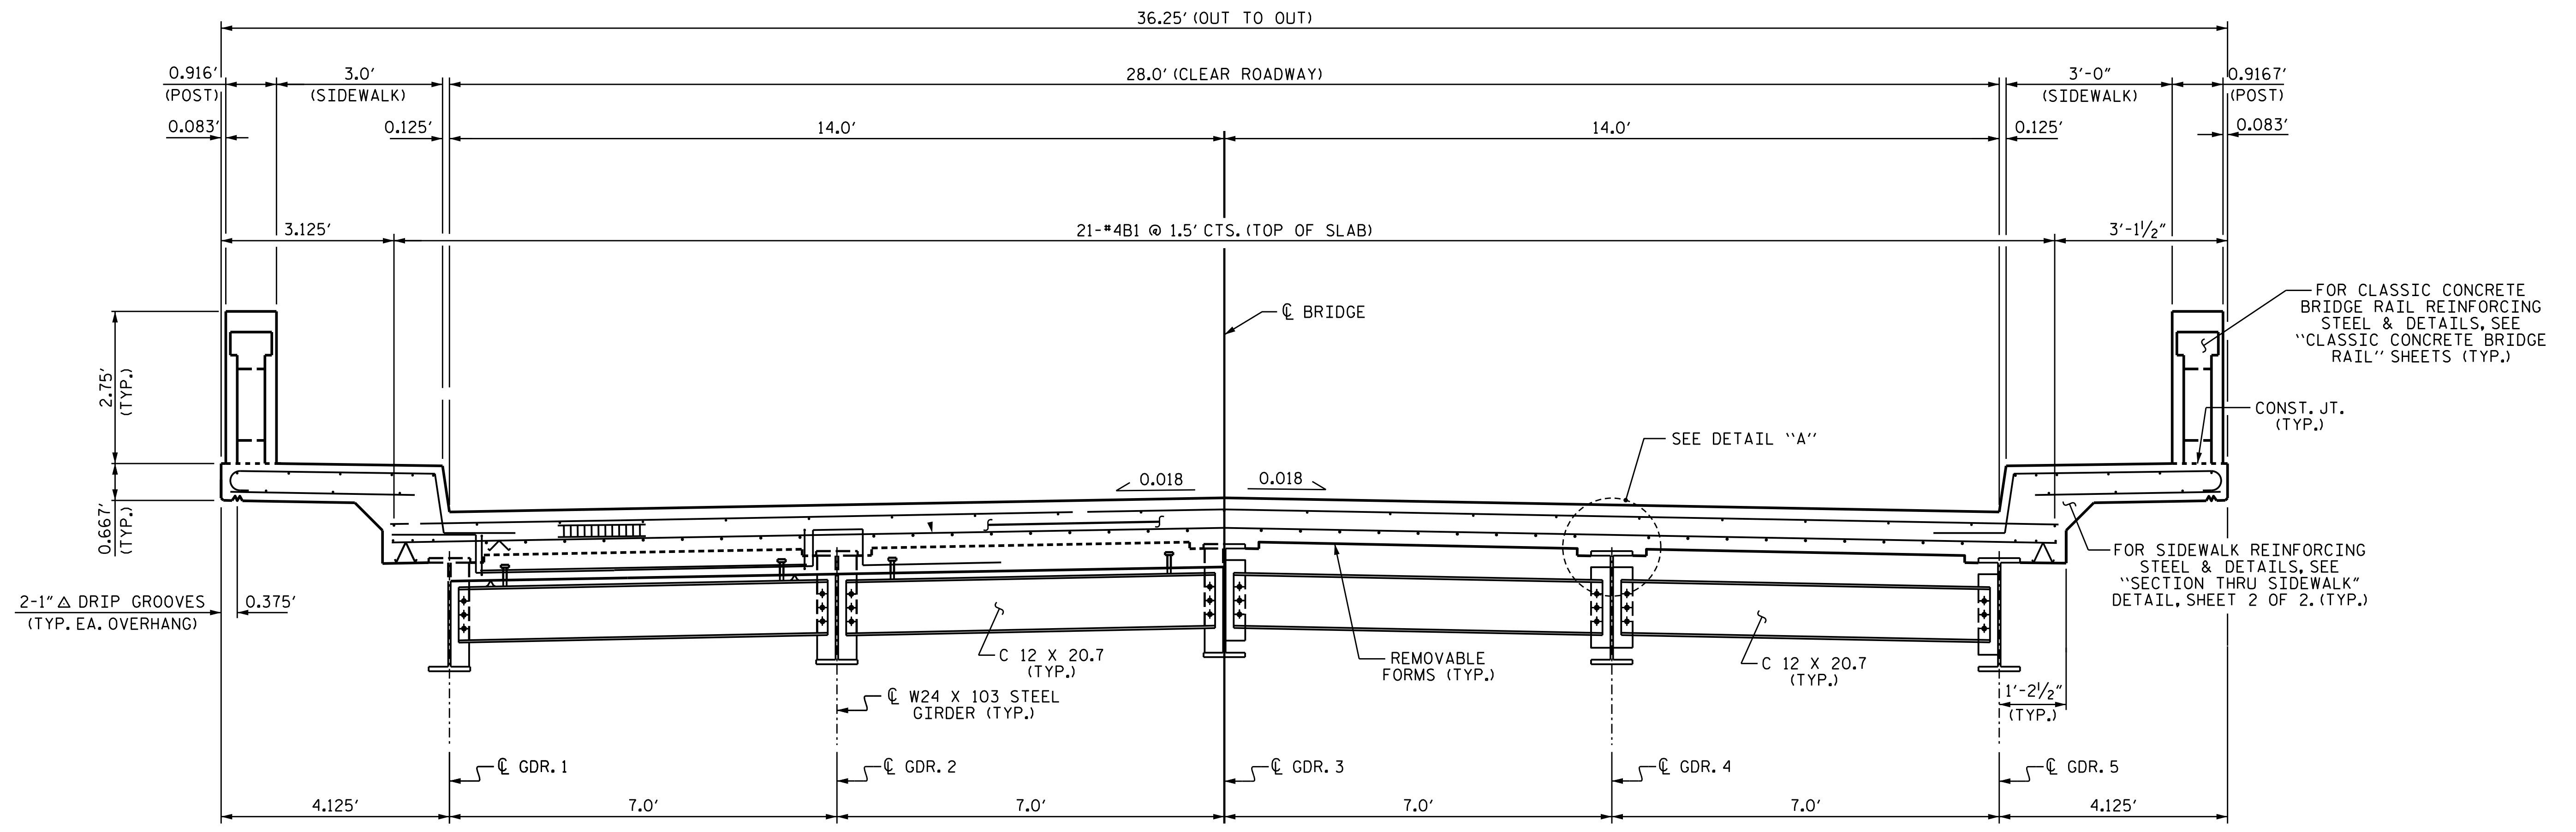 36.25' (OUT TO OUT)
0.916'
(POST)
3.0'
(SIDEWALK)
28.0' (CLEAR ROADWAY)
3'-0"
(SIDEWALK)
0.9167'
(POST)
0.083'
0.125'
14.0'
14.0'
0.125'
0.083'
3.125'
21-#4B1 @ 1.5' CTS. (TOP OF SLAB)
3'-1½"
℄ BRIDGE
FOR CLASSIC CONCRETE
BRIDGE RAIL REINFORCING
STEEL & DETAILS, SEE
"CLASSIC CONCRETE BRIDGE
RAIL" SHEETS (TYP.)
2.75'
(TYP.)
CONST. JT.
(TYP.)
SEE DETAIL "A"
0.018
0.018
0.667'
(TYP.)
FOR SIDEWALK REINFORCING
STEEL & DETAILS, SEE
"SECTION THRU SIDEWALK"
DETAIL, SHEET 2 OF 2. (TYP.)
2-1" △ DRIP GROOVES
(TYP. EA. OVERHANG)
0.375'
C 12 X 20.7
(TYP.)
REMOVABLE
FORMS (TYP.)
C 12 X 20.7
(TYP.)
℄ W24 X 103 STEEL
GIRDER (TYP.)
1'-2½"
(TYP.)
℄ GDR. 1
℄ GDR. 2
℄ GDR. 3
℄ GDR. 4
℄ GDR. 5
4.125'
7.0'
7.0'
7.0'
7.0'
4.125'